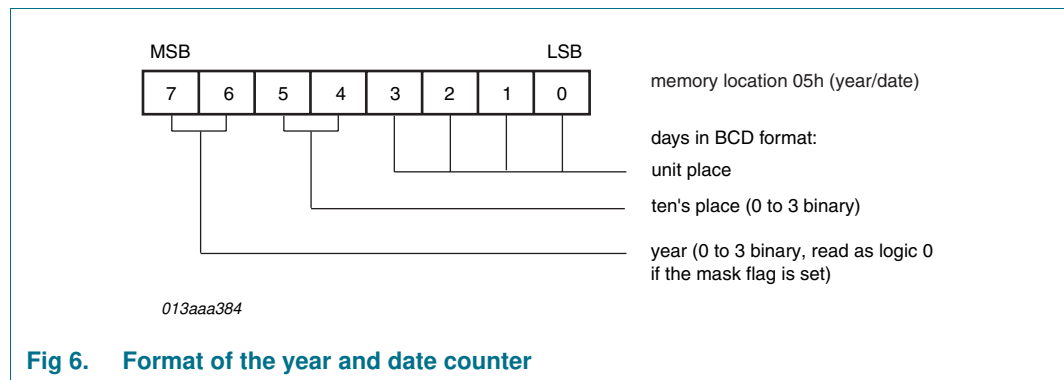 MSB LSB
7 6 5 4 3 2 1 0
memory location 05h (year/date)
days in BCD format:
unit place
ten's place (0 to 3 binary)
year (0 to 3 binary, read as logic 0
if the mask flag is set)
013aaa384
Fig 6. Format of the year and date counter